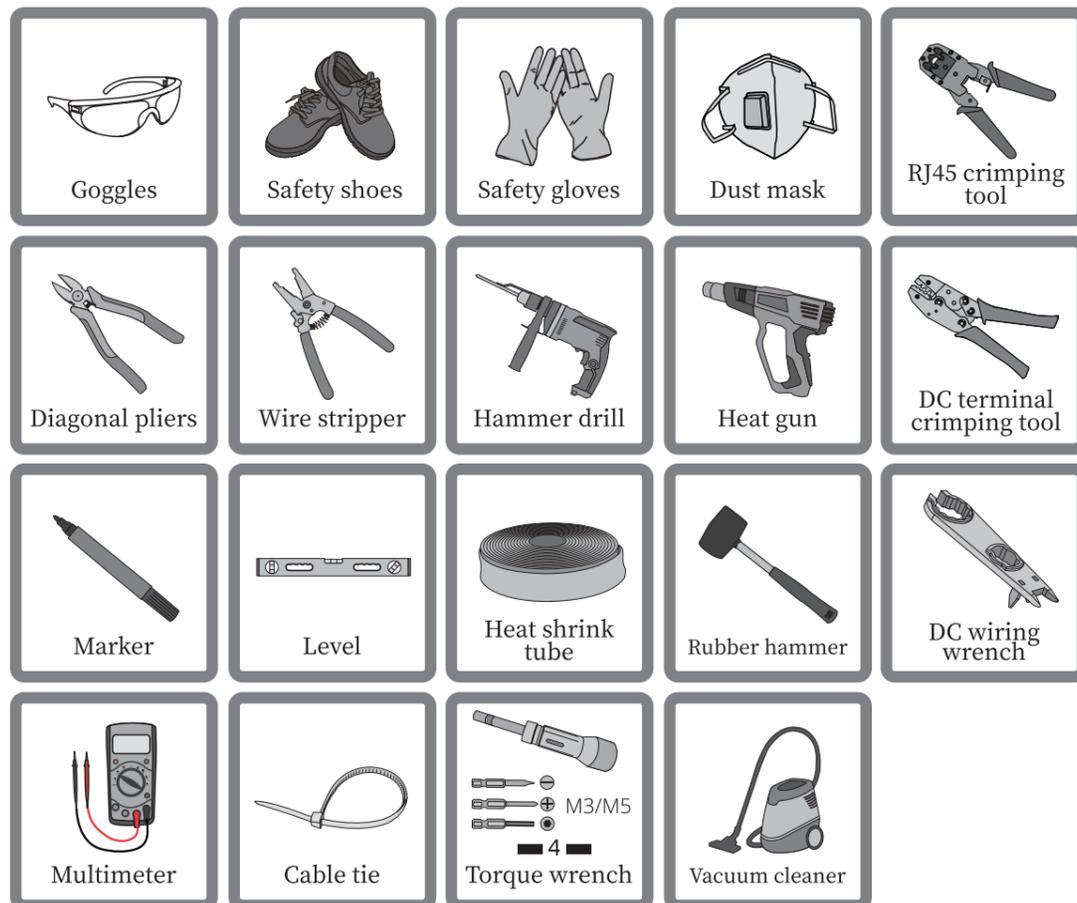 Goggles
Safety shoes
Safety gloves
Dust mask
RJ45 crimping
tool
Diagonal pliers
Wire stripper
Hammer drill
Heat gun
DC terminal
crimping tool
Marker
Level
Heat shrink
tube
Rubber hammer
DC wiring
wrench
Multimeter
Cable tie
M3/M5
4
Torque wrench
Vacuum cleaner